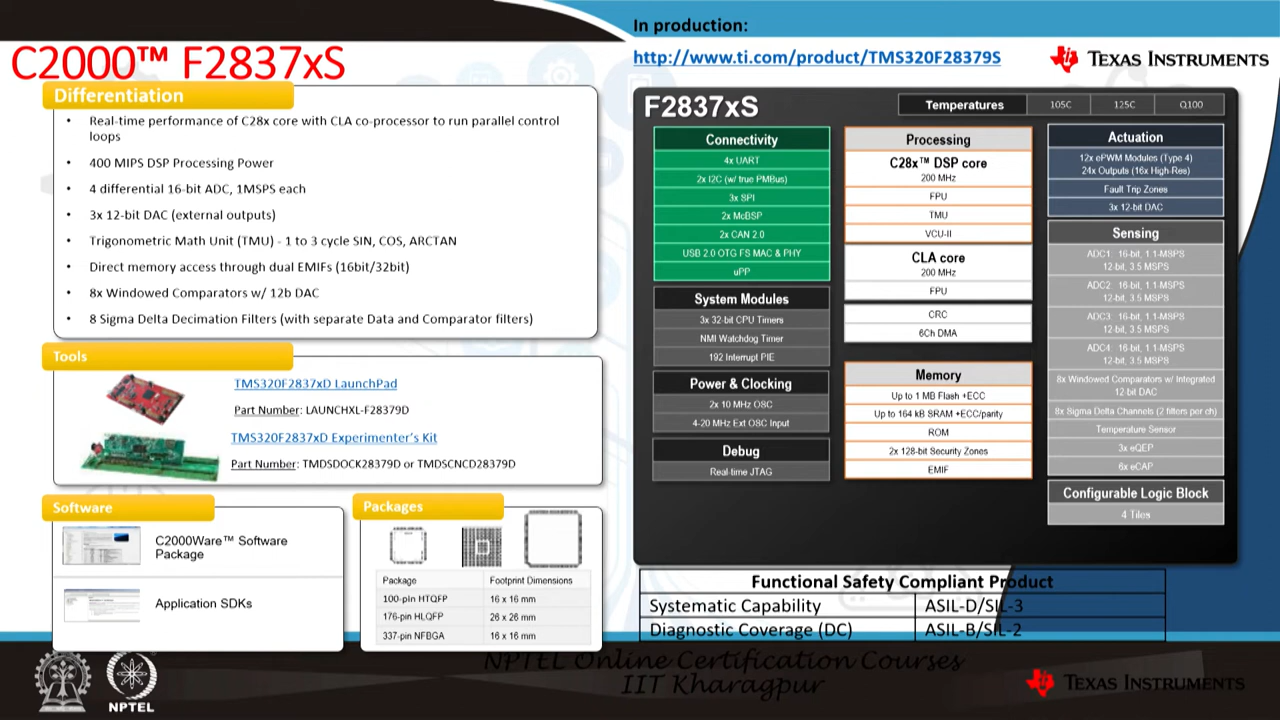 In production:
http://www.ti.com/product/TMS320F28379S
TEXAS INSTRUMENTS
C2000™ F2837xS
Differentiation
• Real-time performance of C28x core with CLA co-processor to run parallel control
loops
• 400 MIPS DSP Processing Power
• 4 differential 16-bit ADC, 1MSPS each
• 3x 12-bit DAC (external outputs)
• Trigonometric Math Unit (TMU) - 1 to 3 cycle SIN, COS, ARCTAN
• Direct memory access through dual EMIFs (16bit/32bit)
• 8x Windowed Comparators w/ 12b DAC
• 8 Sigma Delta Decimation Filters (with separate Data and Comparator filters)
Tools
TMS320F2837xD LaunchPad
Part Number: LAUNCHXL-F28379D
TMS320F2837xD Experimenter's Kit
Part Number: TMDSDOCK28379D or TMDSCNCD28379D
Software
C2000Ware™ Software
Package
Application SDKs
Packages
Package Footprint Dimensions
100-pin HTQFP 16 x 16 mm
176-pin HLQFP 26 x 26 mm
337-pin NFBGA 16 x 16 mm
F2837xS
Temperatures 105C 125C Q100
Connectivity
4x UART
2x I2C (w/ true PMBus)
3x SPI
2x McBSP
2x CAN 2.0
USB 2.0 OTG FS MAC & PHY
uPP
System Modules
3x 32-bit CPU Timers
NMI Watchdog Timer
192 Interrupt PIE
Power & Clocking
2x 10 MHz OSC
4-20 MHz Ext OSC Input
Debug
Real-time JTAG
Processing
C28x™ DSP core
200 MHz
FPU
TMU
VCU-II
CLA core
200 MHz
FPU
CRC
6Ch DMA
Memory
Up to 1 MB Flash +ECC
Up to 164 kB SRAM +ECC/parity
ROM
2x 128-bit Security Zones
EMIF
Actuation
12x ePWM Modules (Type 4)
24x Outputs (16x High-Res)
Fault Trip Zones
3x 12-bit DAC
Sensing
ADC1: 16-bit, 1.1-MSPS
12-bit, 3.5 MSPS
ADC2: 16-bit, 1.1-MSPS
12-bit, 3.5 MSPS
ADC3: 16-bit, 1.1-MSPS
12-bit, 3.5 MSPS
ADC4: 16-bit, 1.1-MSPS
12-bit, 3.5 MSPS
8x Windowed Comparators w/ Integrated
12-bit DAC
8x Sigma Delta Channels (2 filters per ch)
Temperature Sensor
3x eQEP
6x eCAP
Configurable Logic Block
4 Tiles
Functional Safety Compliant Product
Systematic Capability ASIL-D/SIL-3
Diagnostic Coverage (DC) ASIL-B/SIL-2
NPTEL Online Certification Courses
IIT Kharagpur
NPTEL
TEXAS INSTRUMENTS